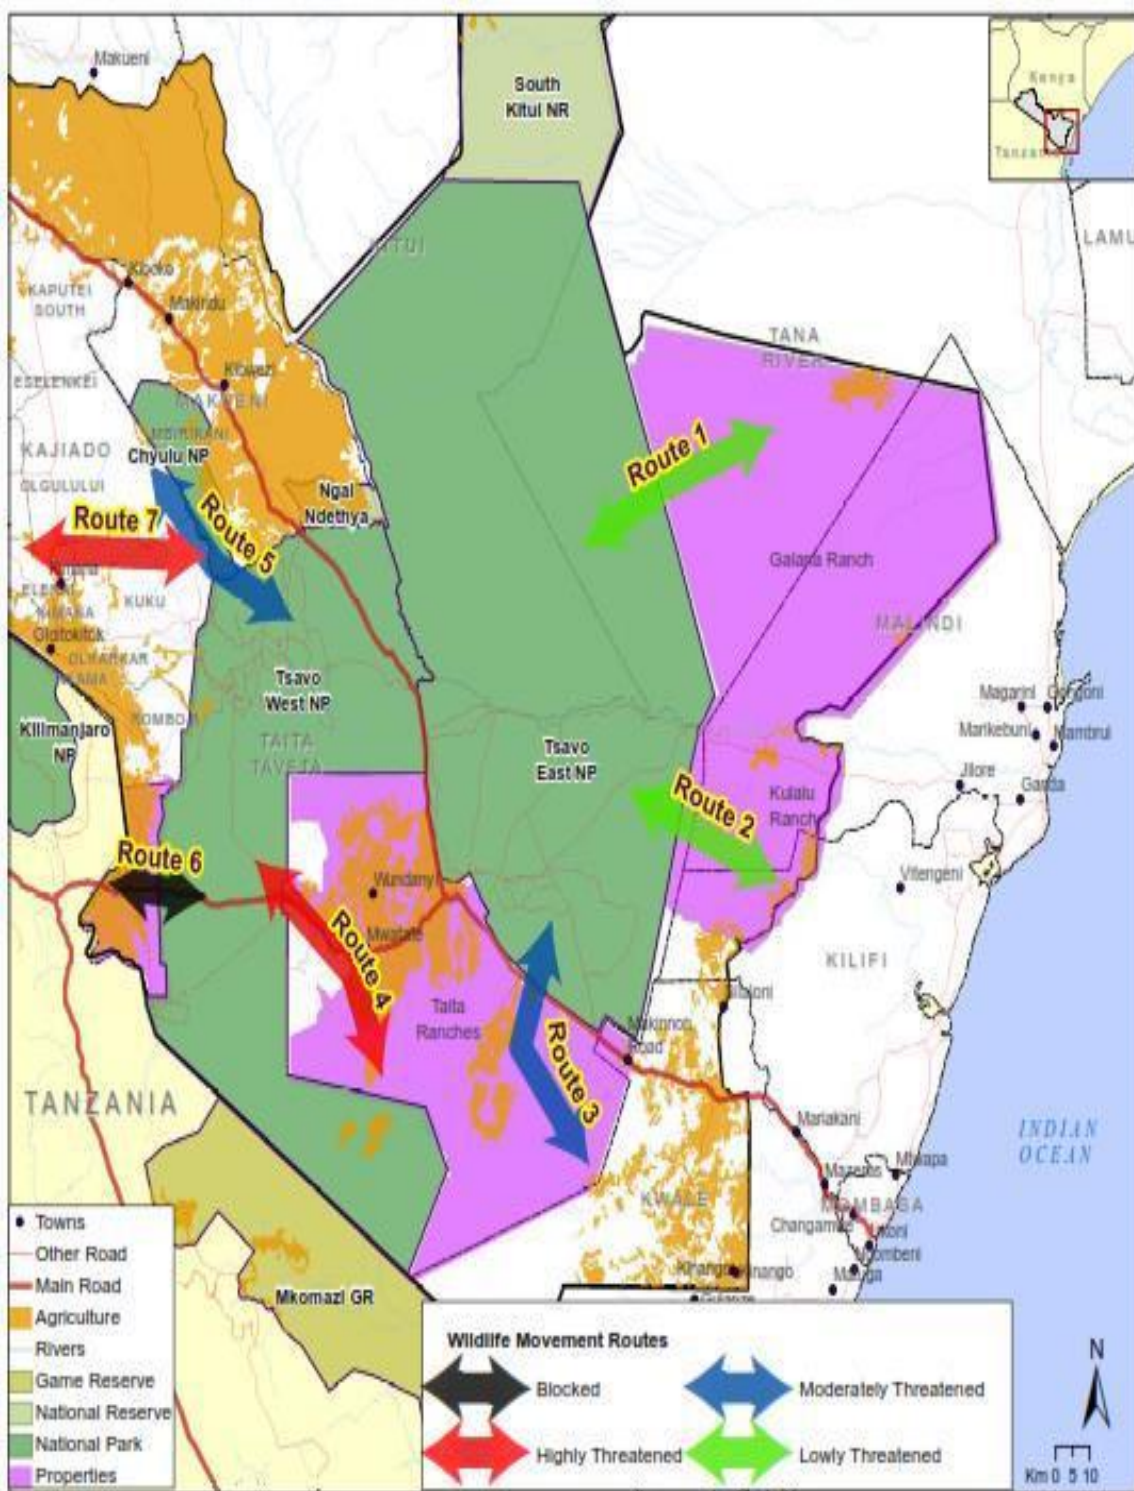 Makueni
South
Kitui NR
Kenya
Tanzania
LAMU
KAPUTEI
SOUTH
Kiboko
Makindu
TANA
RIVER
ESELENKEI
Kibwezi
MAKUENI
MBIRIKANI
KAJIADO
Chyulu NP
OLGULULUI
Route 1
Ngai
Ndethya
Route 7
Route 5
Galana Ranch
KUKU
MALINDI
Tsavo
West NP
Magarini
Gongoni
Marikebuni
Mambrui
Kilimanjaro
NP
TAITA
TAVETA
Tsavo
East NP
Jilore
Ganda
Kulalu
Ranch
Route 2
Route 6
Vitengeni
Wundanyi
Mwatate
Route 4
KILIFI
Taita
Ranches
Makinnon
Road
Route 3
TANZANIA
Mariakani
INDIAN
OCEAN
Mtwapa
Mazeras
KWALE
MOMBASA
Changamwe
Kinango
Mkomazi GR
Towns
Other Road
Main Road
Agriculture
Rivers
Game Reserve
National Reserve
National Park
Properties
Wildlife Movement Routes
Blocked
Moderately Threatened
Highly Threatened
Lowly Threatened
N
Km 0 5 10